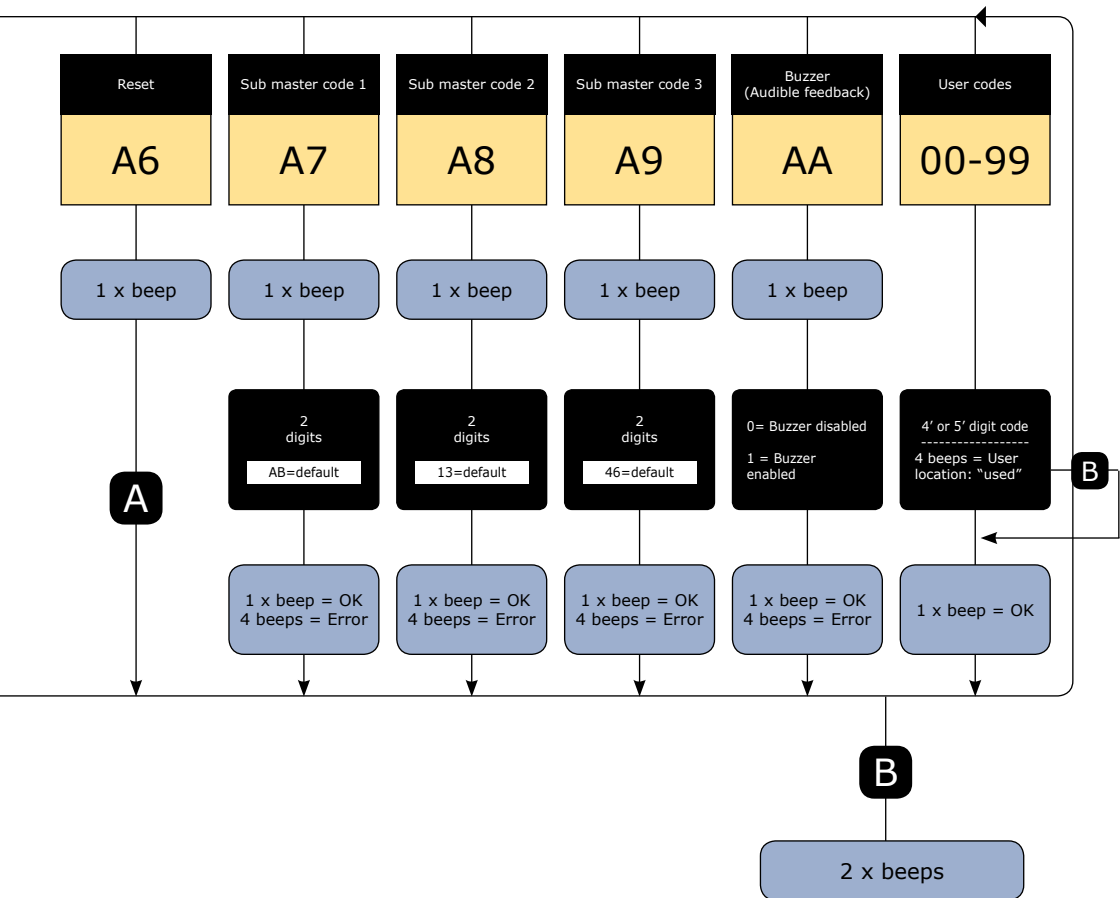 Reset
A6
1 x beep
A
Sub master code 1
A7
1 x beep
2
digits
AB=default
1 x beep = OK
4 beeps = Error
Sub master code 2
A8
1 x beep
2
digits
13=default
1 x beep = OK
4 beeps = Error
Sub master code 3
A9
1 x beep
2
digits
46=default
1 x beep = OK
4 beeps = Error
Buzzer
(Audible feedback)
AA
1 x beep
0= Buzzer disabled
1 = Buzzer
enabled
1 x beep = OK
4 beeps = Error
User codes
00-99
4’ or 5’ digit code
------------------
4 beeps = User
location: “used”
B
1 x beep = OK
B
2 x beeps